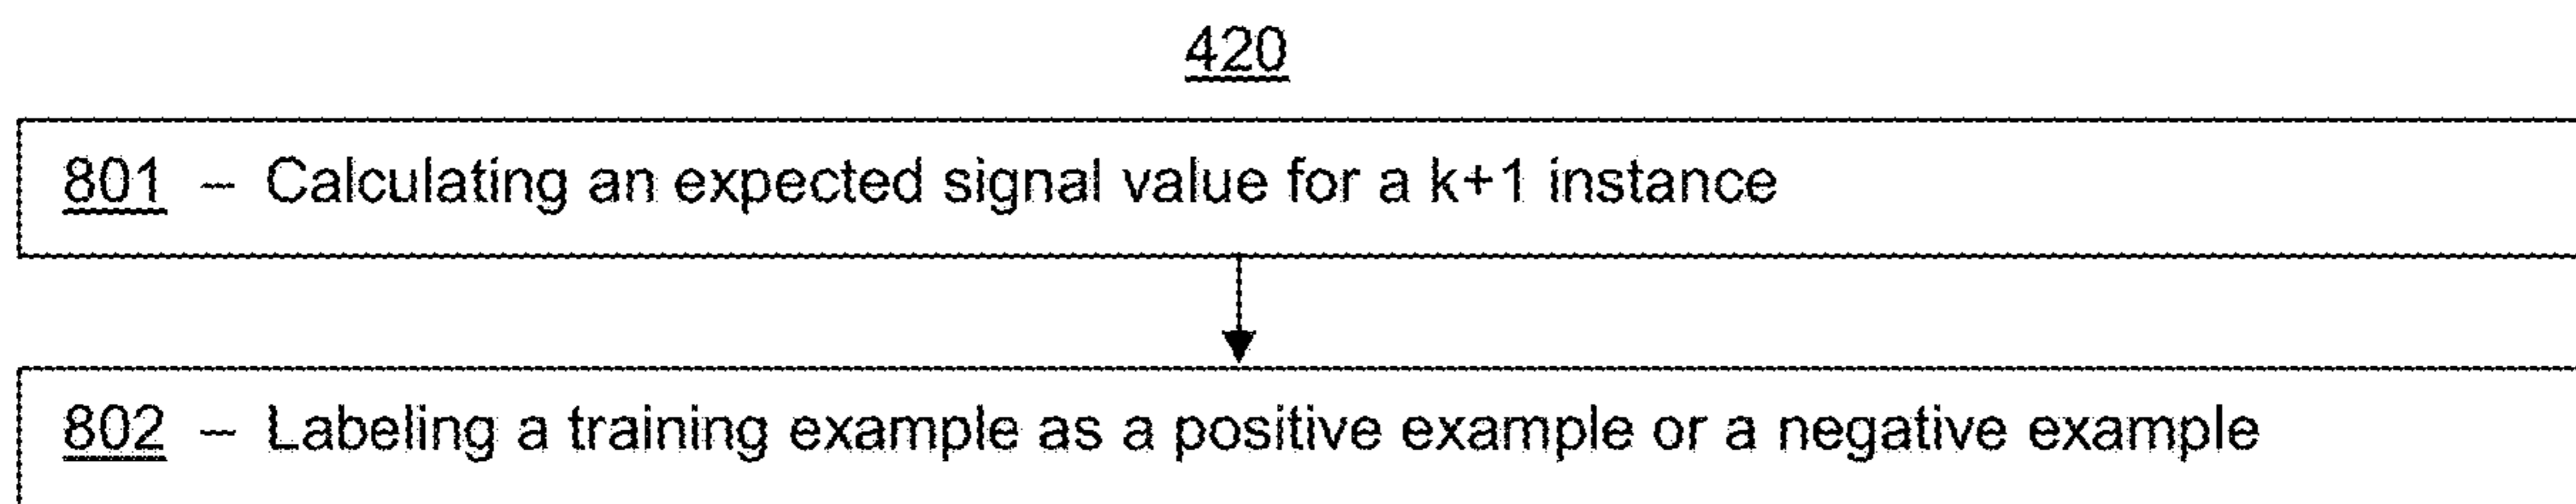 420
801 – Calculating an expected signal value for a k+1 instance
802 – Labeling a training example as a positive example or a negative example